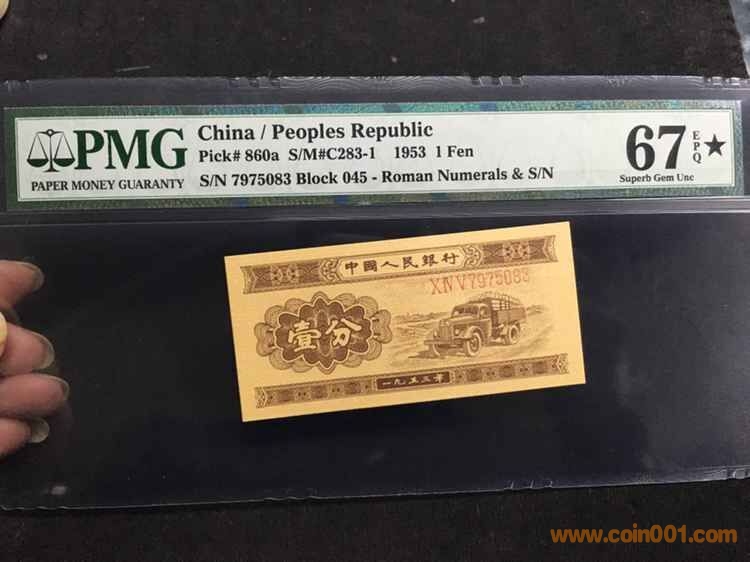 PMG
PAPER MONEY GUARANTY
China / Peoples Republic
Pick# 860a S/M#C283-1 1953 1 Fen
S/N 7975083 Block 045 - Roman Numerals & S/N
67 EPQ ★
Superb Gem Unc
中國人民銀行
X IV V 7975083
壹分
一九五三年
www.coin001.com